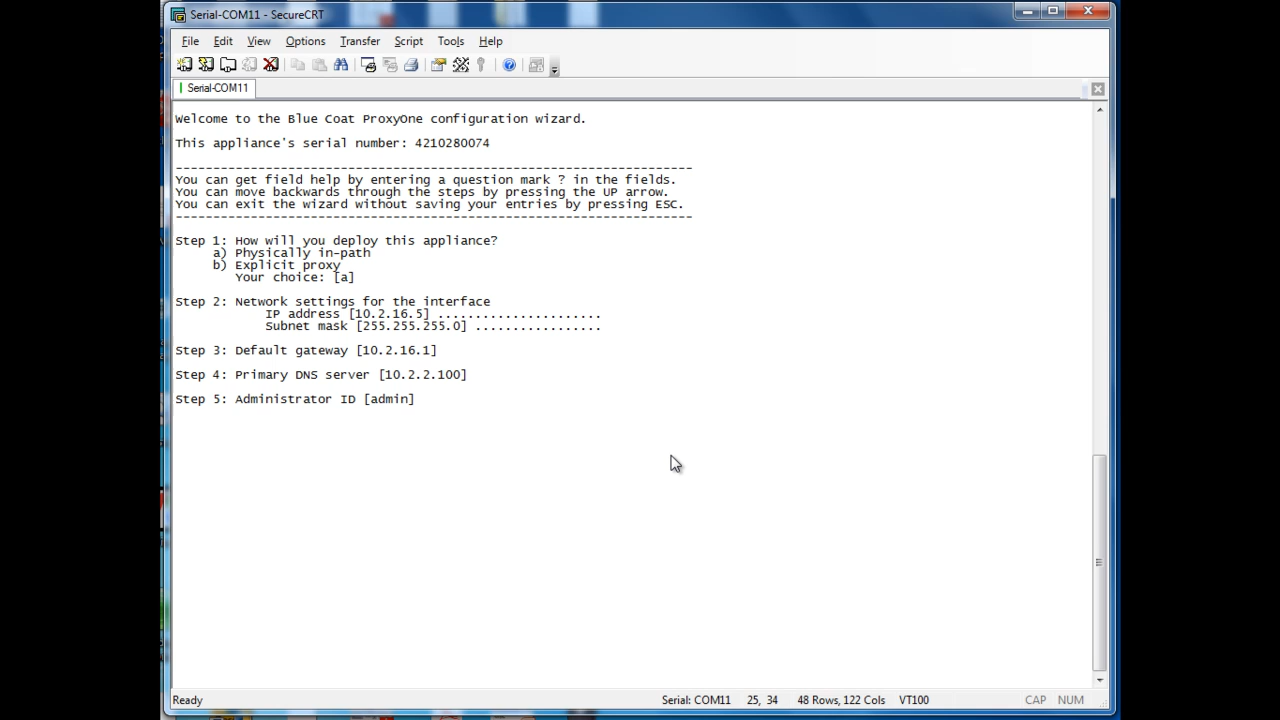 Serial-COM11 - SecureCRT
File Edit View Options Transfer Script Tools Help
Serial-COM11
Welcome to the Blue Coat ProxyOne configuration wizard.
This appliance's serial number: 4210280074
---------------------------------------------------------------------
You can get field help by entering a question mark ? in the fields.
You can move backwards through the steps by pressing the UP arrow.
You can exit the wizard without saving your entries by pressing ESC.
---------------------------------------------------------------------
Step 1: How will you deploy this appliance?
a) Physically in-path
b) Explicit proxy
Your choice: [a]
Step 2: Network settings for the interface
IP address [10.2.16.5] ......................
Subnet mask [255.255.255.0] .................
Step 3: Default gateway [10.2.16.1]
Step 4: Primary DNS server [10.2.2.100]
Step 5: Administrator ID [admin]
Ready Serial: COM11 25, 34 48 Rows, 122 Cols VT100 CAP NUM